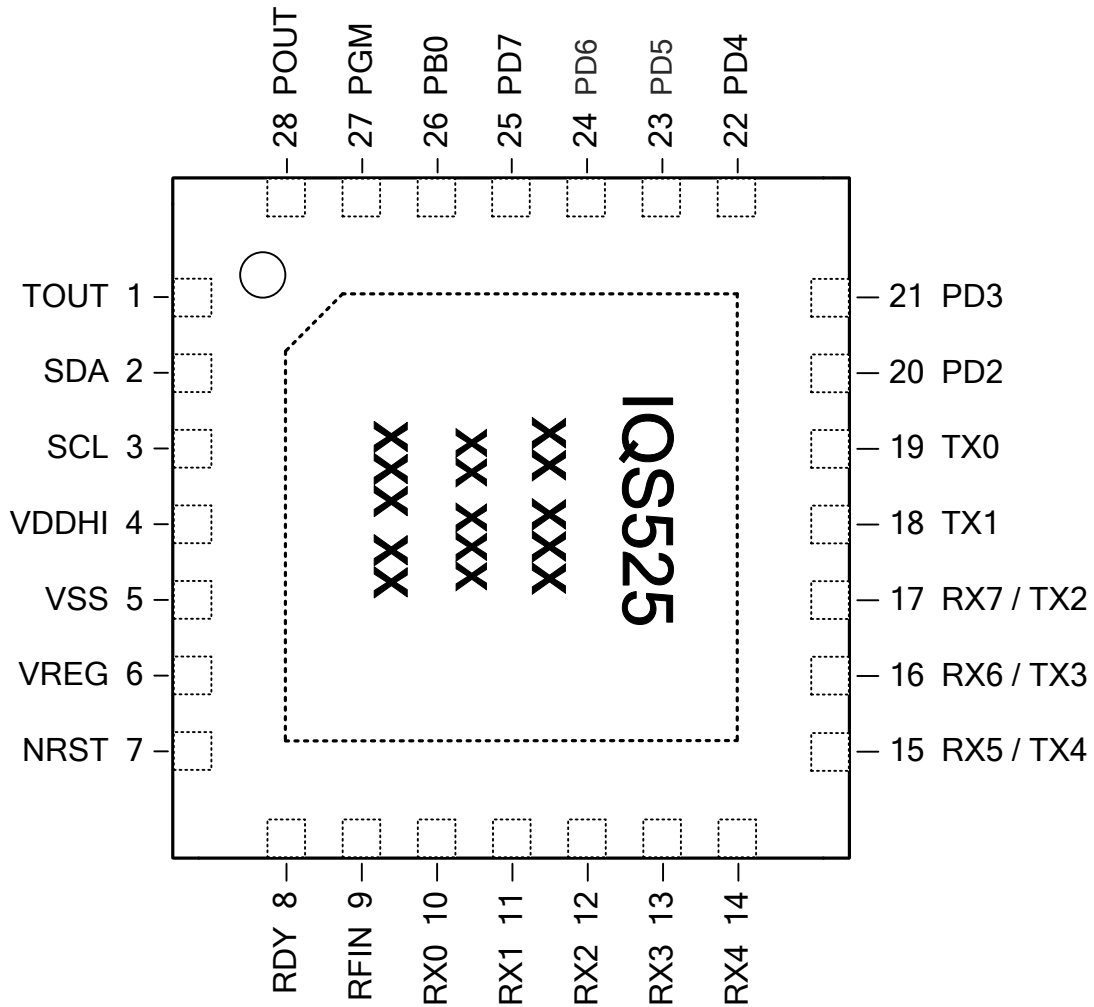 28 POUT
27 PGM
26 PB0
25 PD7
24 PD6
23 PD5
22 PD4
TOUT 1
SDA 2
SCL 3
VDDHI 4
VSS 5
VREG 6
NRST 7
IQS525
XX XXX XX
XXX XX
XX XXX
21 PD3
20 PD2
19 TX0
18 TX1
17 RX7 / TX2
16 RX6 / TX3
15 RX5 / TX4
RDY 8
RFIN 9
RX0 10
RX1 11
RX2 12
RX3 13
RX4 14